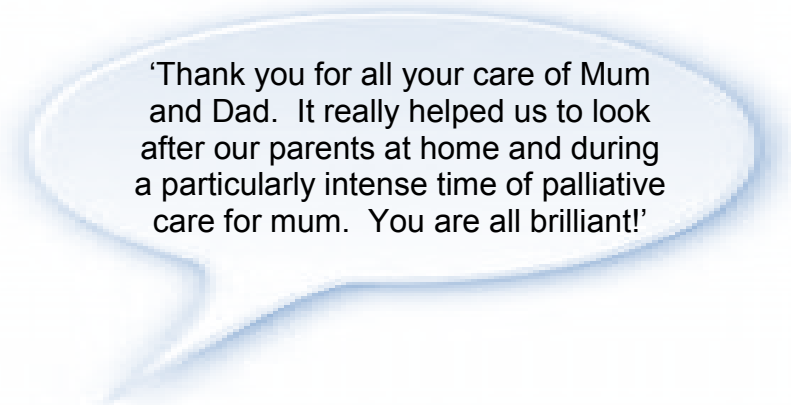 ‘Thank you for all your care of Mum
and Dad.  It really helped us to look
after our parents at home and during
a particularly intense time of palliative
care for mum.  You are all brilliant!’